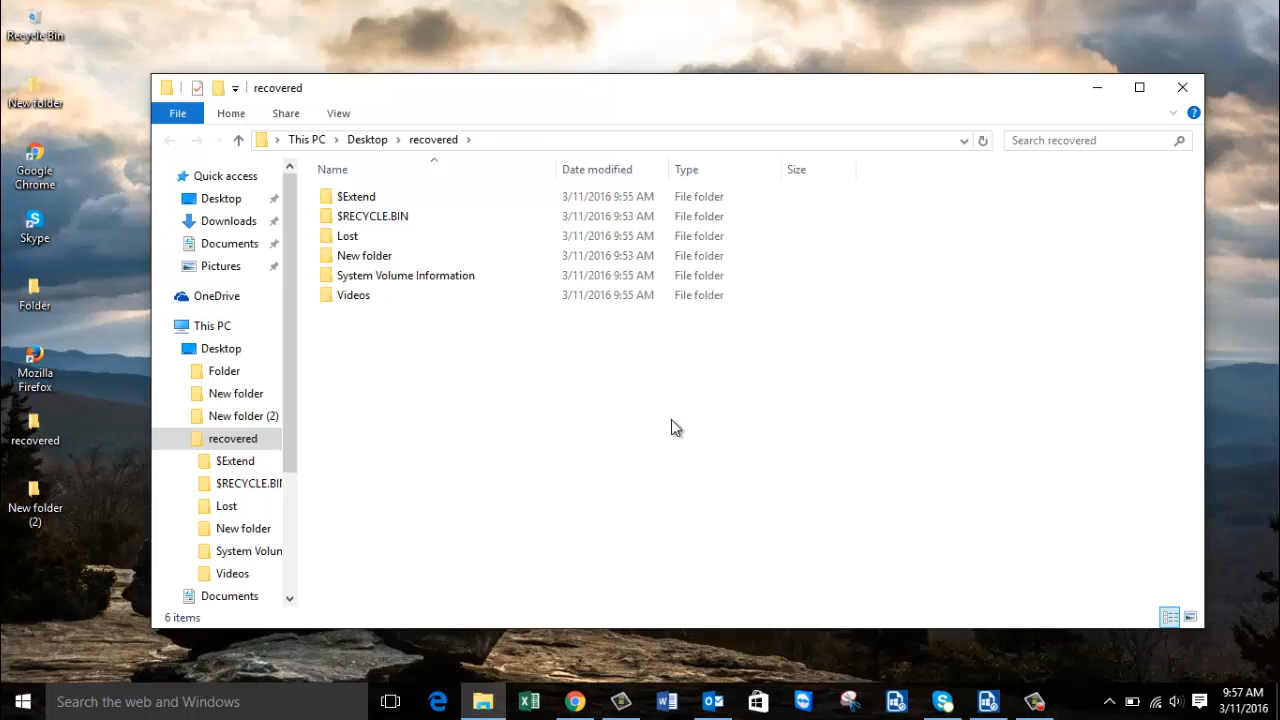 Recycle Bin
New folder
Google
Chrome
Skype
Folder
Mozilla
Firefox
recovered
New folder
(2)
recovered
File Home Share View
This PC Desktop recovered
Search recovered
Name Date modified Type Size
$Extend 3/11/2016 9:55 AM File folder
$RECYCLE.BIN 3/11/2016 9:53 AM File folder
Lost 3/11/2016 9:55 AM File folder
New folder 3/11/2016 9:53 AM File folder
System Volume Information 3/11/2016 9:55 AM File folder
Videos 3/11/2016 9:55 AM File folder
Quick access
Desktop
Downloads
Documents
Pictures
OneDrive
This PC
Desktop
Folder
New folder
New folder (2)
recovered
$Extend
$RECYCLE.BIN
Lost
New folder
System Volun
Videos
Documents
6 items
Search the web and Windows
9:57 AM
3/11/2016